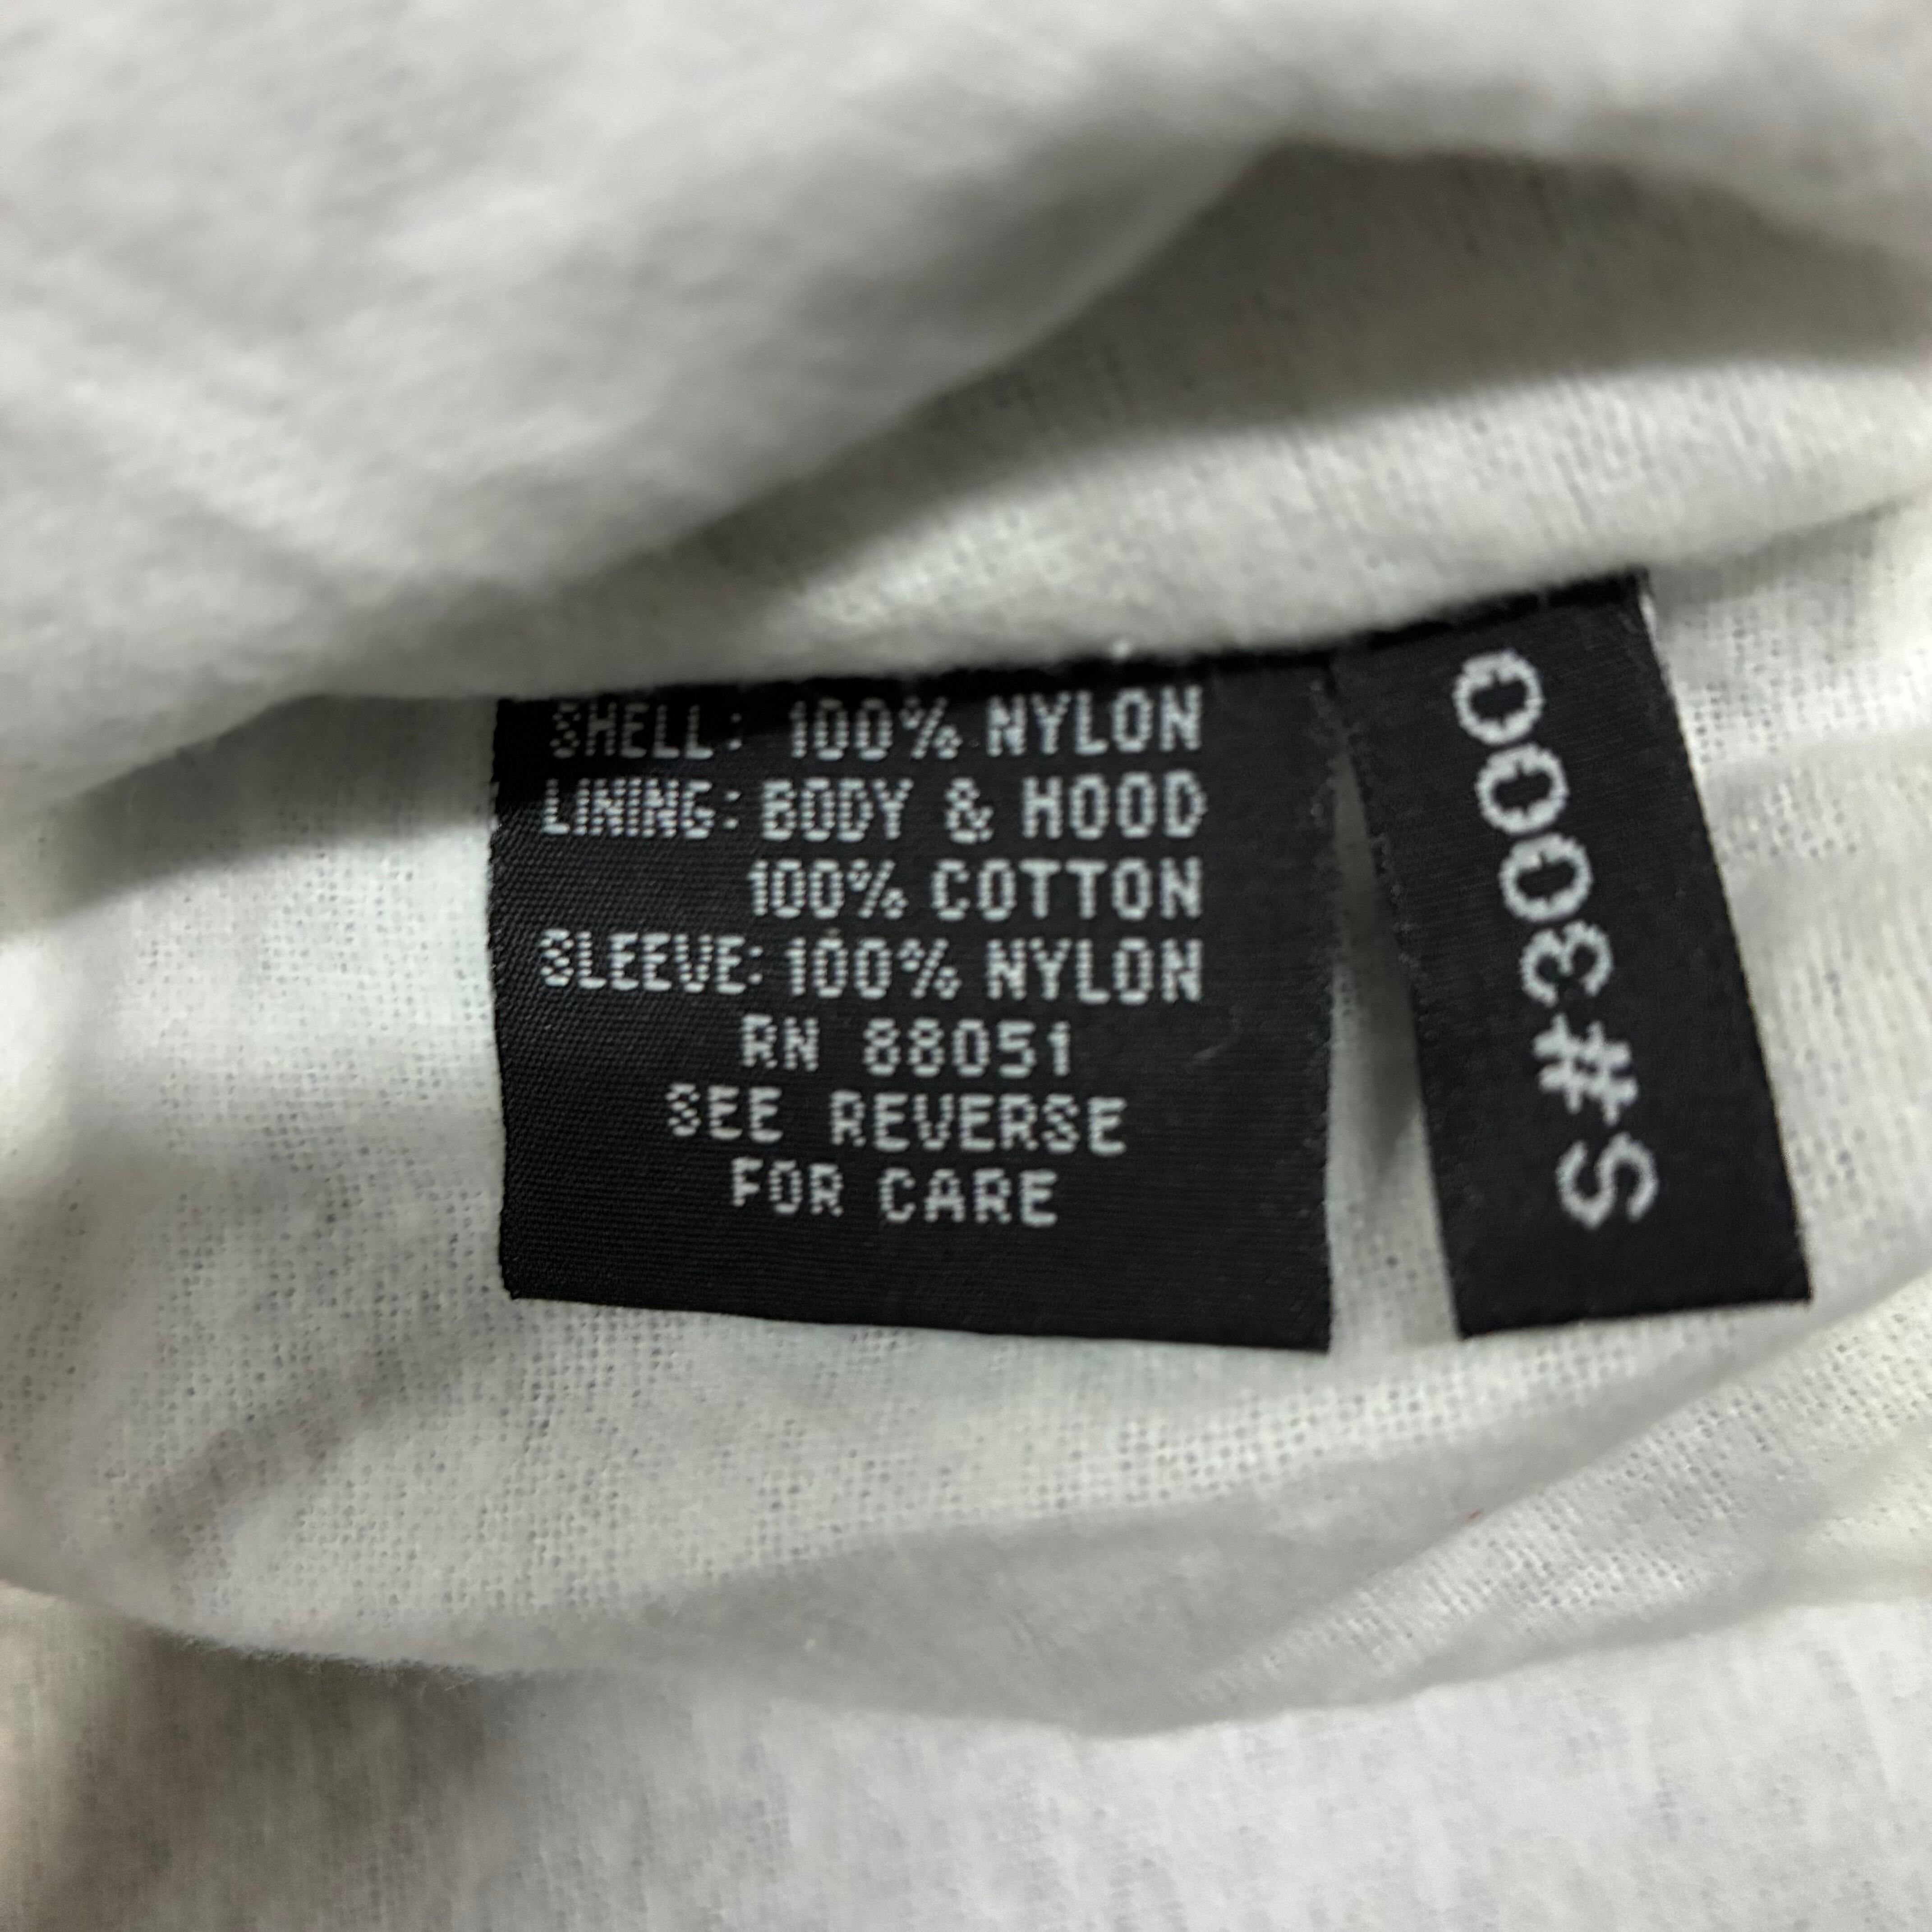 SHELL: 100% NYLON
LINING: BODY & HOOD
100% COTTON
SLEEVE: 100% NYLON
RN 88051
SEE REVERSE
FOR CARE
S#3000